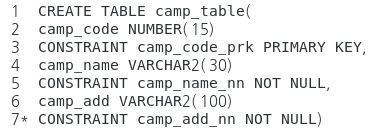 1 CREATE TABLE camp_table(
2 camp_code NUMBER(15)
3 CONSTRAINT camp_code_prk PRIMARY KEY,
4 camp_name VARCHAR2(30)
5 CONSTRAINT camp_name_nn NOT NULL,
6 camp_add VARCHAR2(100)
7* CONSTRAINT camp_add_nn NOT NULL)